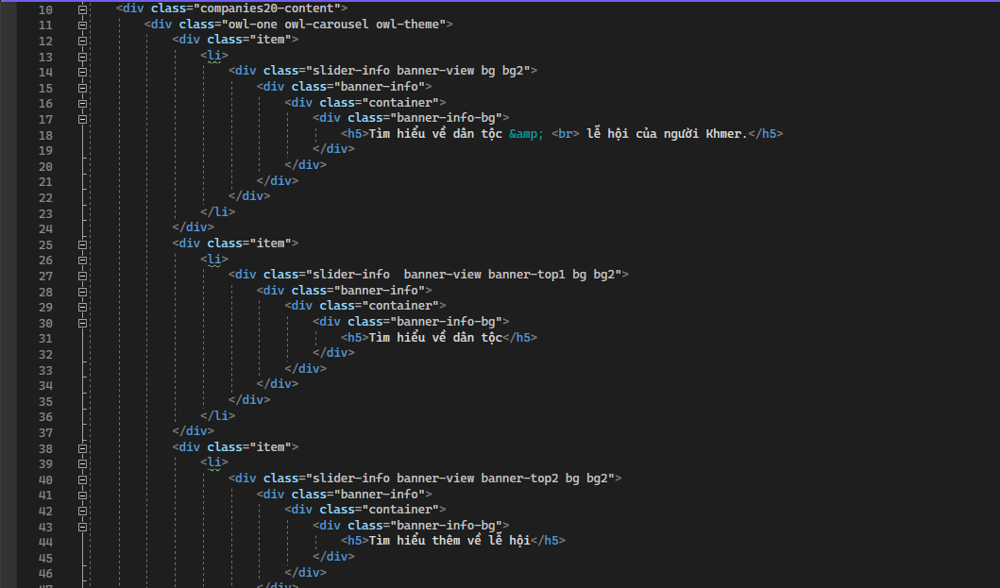 10 <div class="companies20-content">
11 <div class="owl-one owl-carousel owl-theme">
12 <div class="item">
13 <li>
14 <div class="slider-info banner-view bg bg2">
15 <div class="banner-info">
16 <div class="container">
17 <div class="banner-info-bg">
18 <h5>Tìm hiểu về dân tộc &amp; <br> lễ hội của người Khmer.</h5>
19 </div>
20 </div>
21 </div>
22 </div>
23 </li>
24 </div>
25 <div class="item">
26 <li>
27 <div class="slider-info  banner-view banner-top1 bg bg2">
28 <div class="banner-info">
29 <div class="container">
30 <div class="banner-info-bg">
31 <h5>Tìm hiểu về dân tộc</h5>
32 </div>
33 </div>
34 </div>
35 </div>
36 </li>
37 </div>
38 <div class="item">
39 <li>
40 <div class="slider-info banner-view banner-top2 bg bg2">
41 <div class="banner-info">
42 <div class="container">
43 <div class="banner-info-bg">
44 <h5>Tìm hiểu thêm về lễ hội</h5>
45 </div>
46 </div>
47 </div>